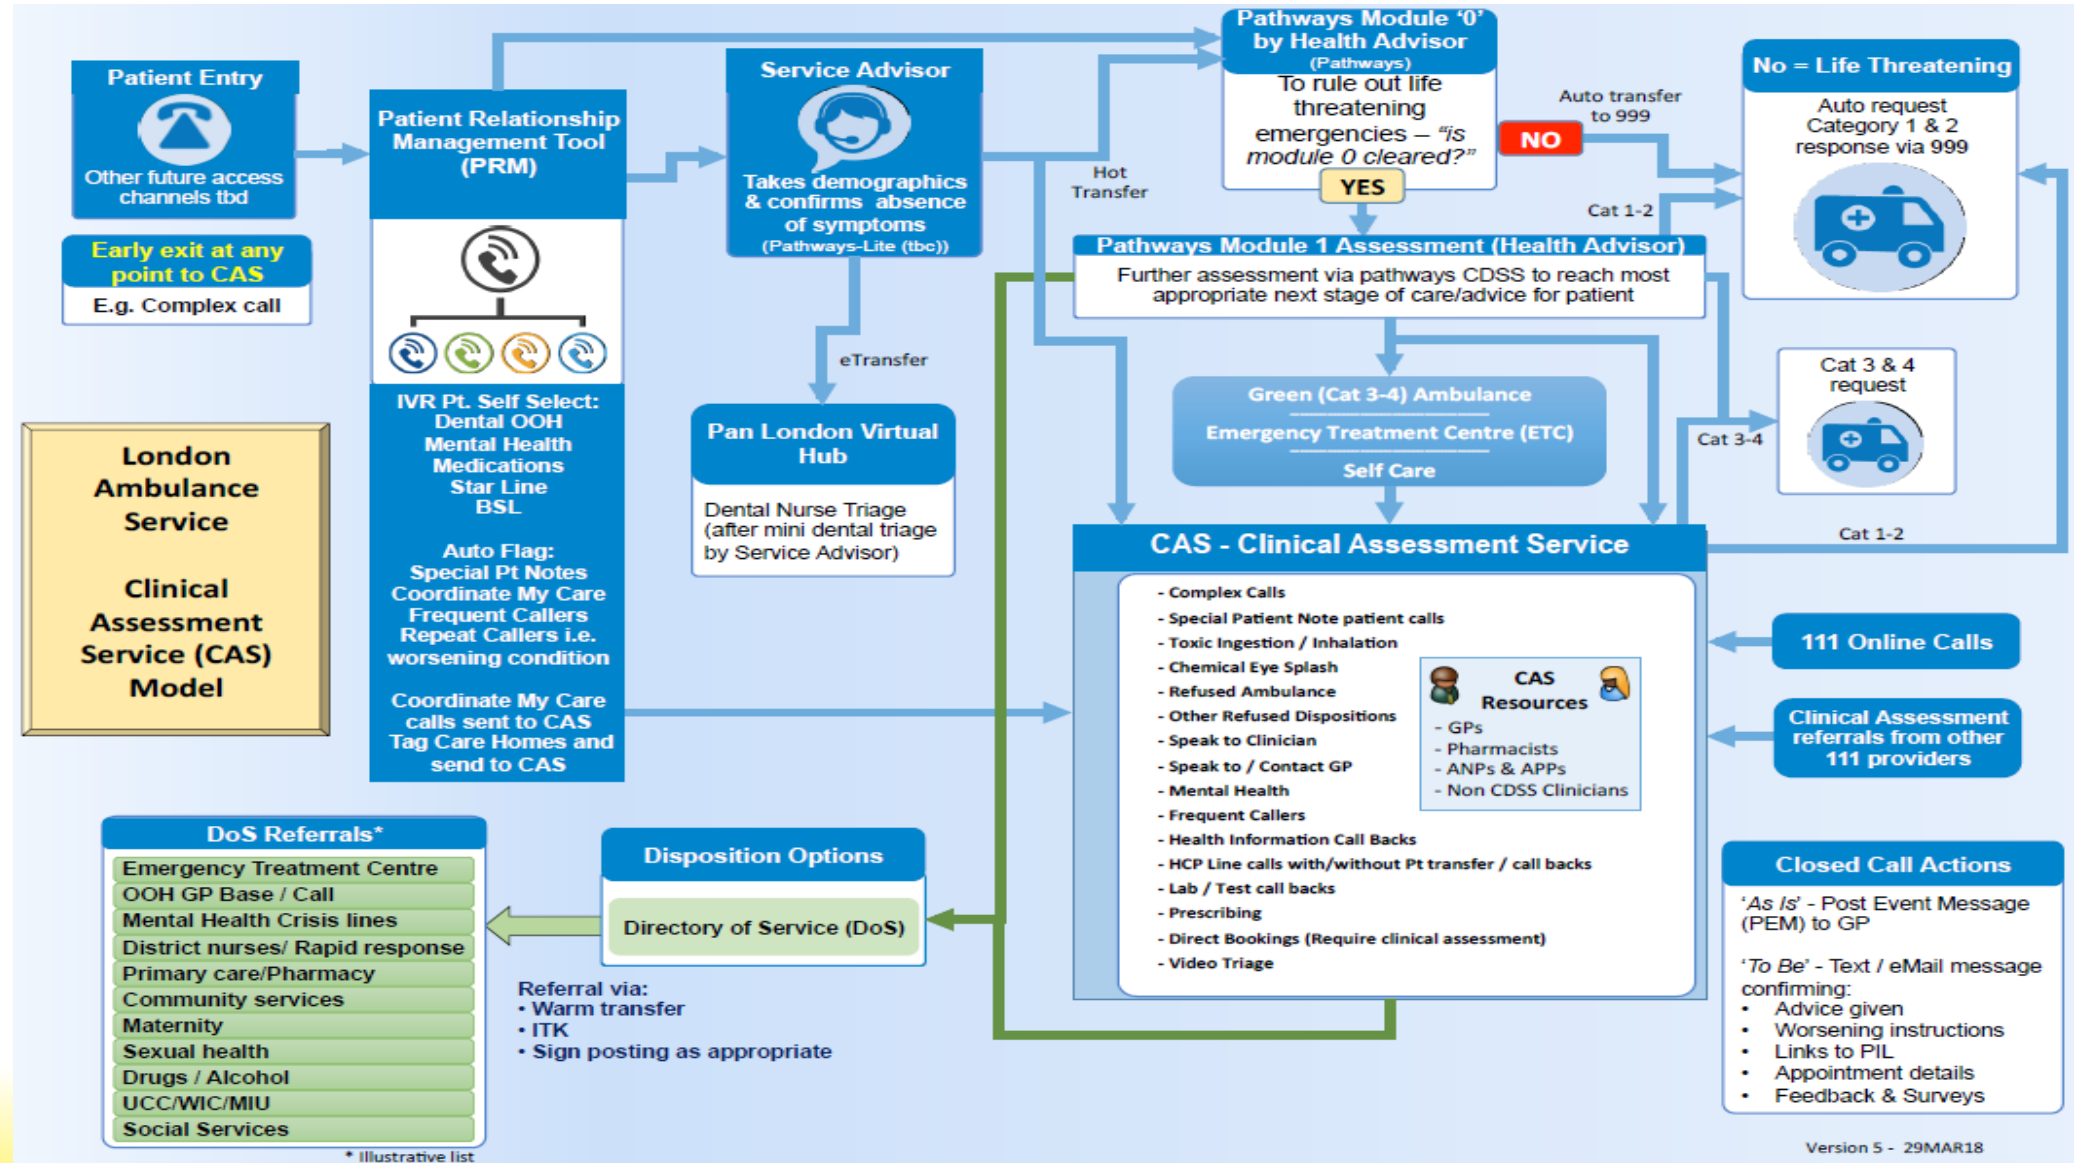 Patient Entry
Other future access
channels tbd
Early exit at any
point to CAS
E.g. Complex call
London
Ambulance
Service
Clinical
Assessment
Service (CAS)
Model
Patient Relationship
Management Tool
(PRM)
IVR Pt. Self Select:
Dental OOH
Mental Health
Medications
Star Line
BSL
Auto Flag:
Special Pt Notes
Coordinate My Care
Frequent Callers
Repeat Callers i.e.
worsening condition
Coordinate My Care
calls sent to CAS
Tag Care Homes and
send to CAS
Service Advisor
Takes demographics
& confirms absence
of symptoms
(Pathways-Lite (tbc))
eTransfer
Pan London Virtual
Hub
Dental Nurse Triage
(after mini dental triage
by Service Advisor)
Hot
Transfer
Pathways Module ‘0’
by Health Advisor
(Pathways)
To rule out life
threatening
emergencies – “is
module 0 cleared?”
YES
NO
Auto transfer
to 999
No = Life Threatening
Auto request
Category 1 & 2
response via 999
Cat 1-2
Pathways Module 1 Assessment (Health Advisor)
Further assessment via pathways CDSS to reach most
appropriate next stage of care/advice for patient
Green (Cat 3-4) Ambulance
Emergency Treatment Centre (ETC)
Self Care
Cat 3 & 4
request
Cat 3-4
Cat 1-2
CAS - Clinical Assessment Service
- Complex Calls
- Special Patient Note patient calls
- Toxic Ingestion / Inhalation
- Chemical Eye Splash
- Refused Ambulance
- Other Refused Dispositions
- Speak to Clinician
- Speak to / Contact GP
- Mental Health
- Frequent Callers
- Health Information Call Backs
- HCP Line calls with/without Pt transfer / call backs
- Lab / Test call backs
- Prescribing
- Direct Bookings (Require clinical assessment)
- Video Triage
CAS
Resources
- GPs
- Pharmacists
- ANPs & APPs
- Non CDSS Clinicians
111 Online Calls
Clinical Assessment
referrals from other
111 providers
DoS Referrals*
Emergency Treatment Centre
OOH GP Base / Call
Mental Health Crisis lines
District nurses/ Rapid response
Primary care/Pharmacy
Community services
Maternity
Sexual health
Drugs / Alcohol
UCC/WIC/MIU
Social Services
* Illustrative list
Disposition Options
Directory of Service (DoS)
Referral via:
• Warm transfer
• ITK
• Sign posting as appropriate
Closed Call Actions
‘As Is’ - Post Event Message
(PEM) to GP
‘To Be’ - Text / eMail message
confirming:
• Advice given
• Worsening instructions
• Links to PIL
• Appointment details
• Feedback & Surveys
Version 5 - 29MAR18